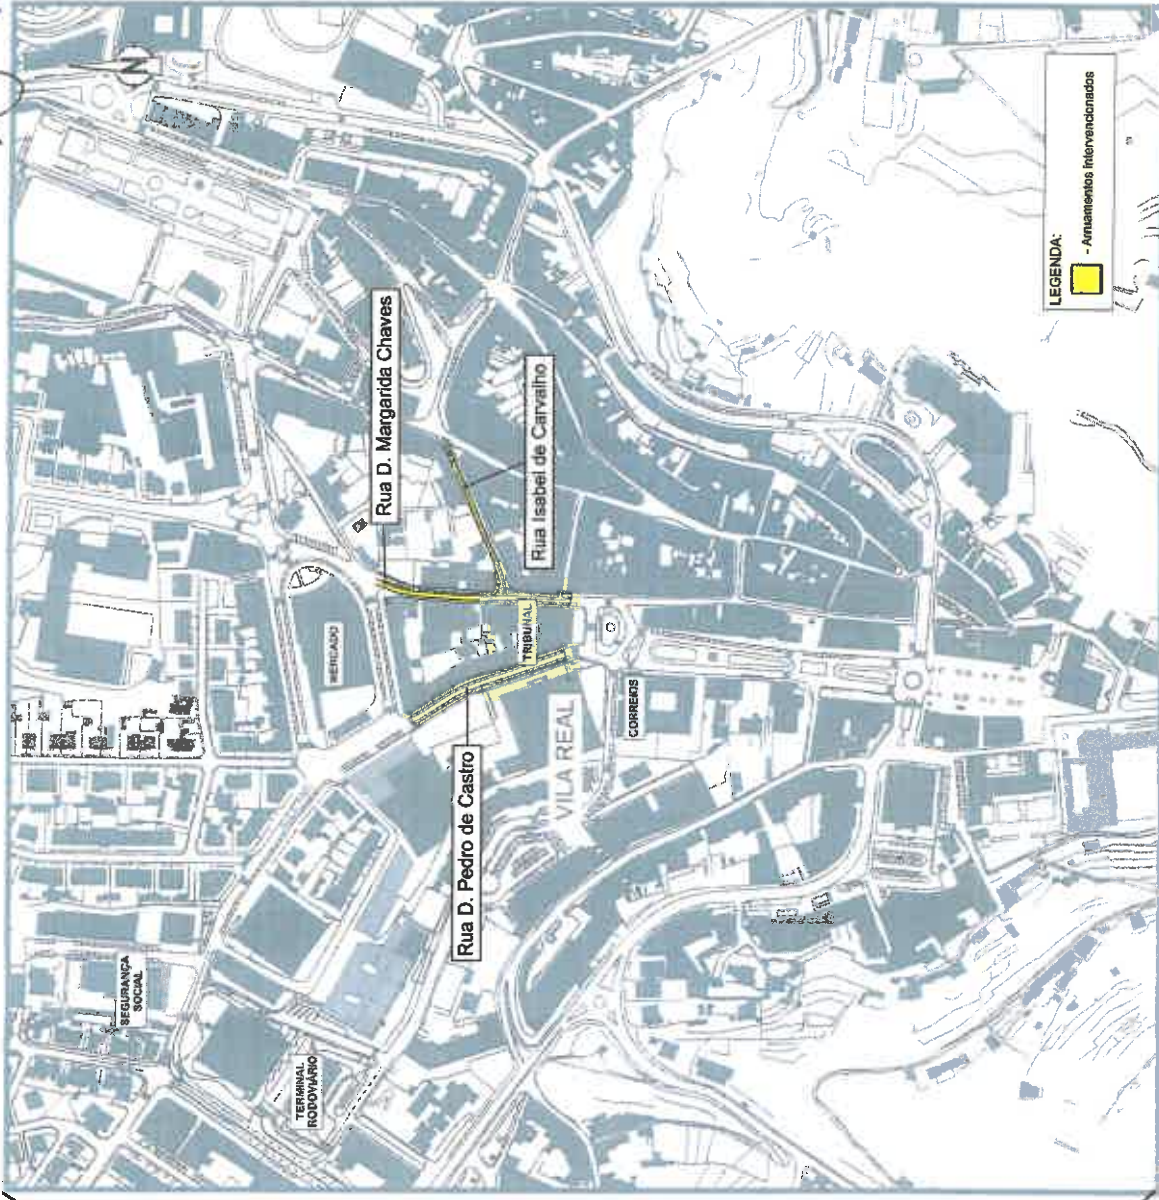 N
LEGENDA:
- Arruamentos intervencionados
Rua D. Margarida Chaves
Rua Isabel de Carvalho
MERCADO
TRIBUNAL
CORREIOS
VILA REAL
Rua D. Pedro de Castro
SEGURANÇA
SOCIAL
TERMINAL
RODOVIÁRIO